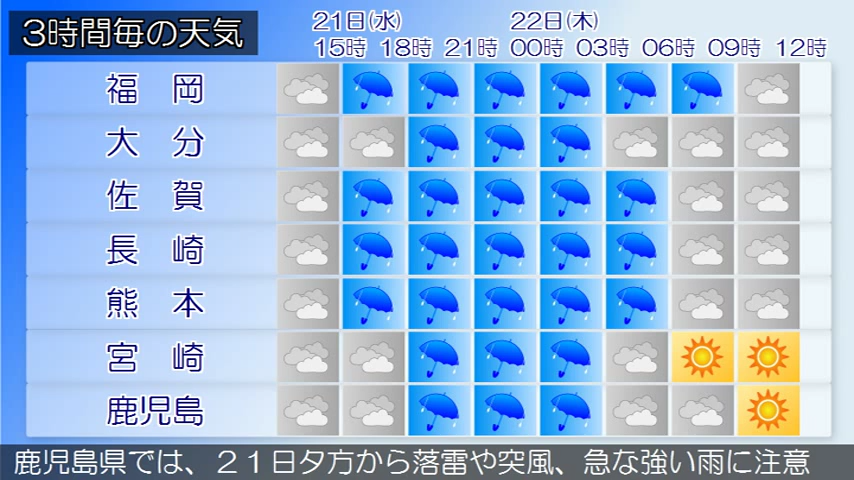 3時間毎の天気
21日(水) 22日(木)
15時 18時 21時 00時 03時 06時 09時 12時
福岡
大分
佐賀
長崎
熊本
宮崎
鹿児島
鹿児島県では、２１日夕方から落雷や突風、急な強い雨に注意